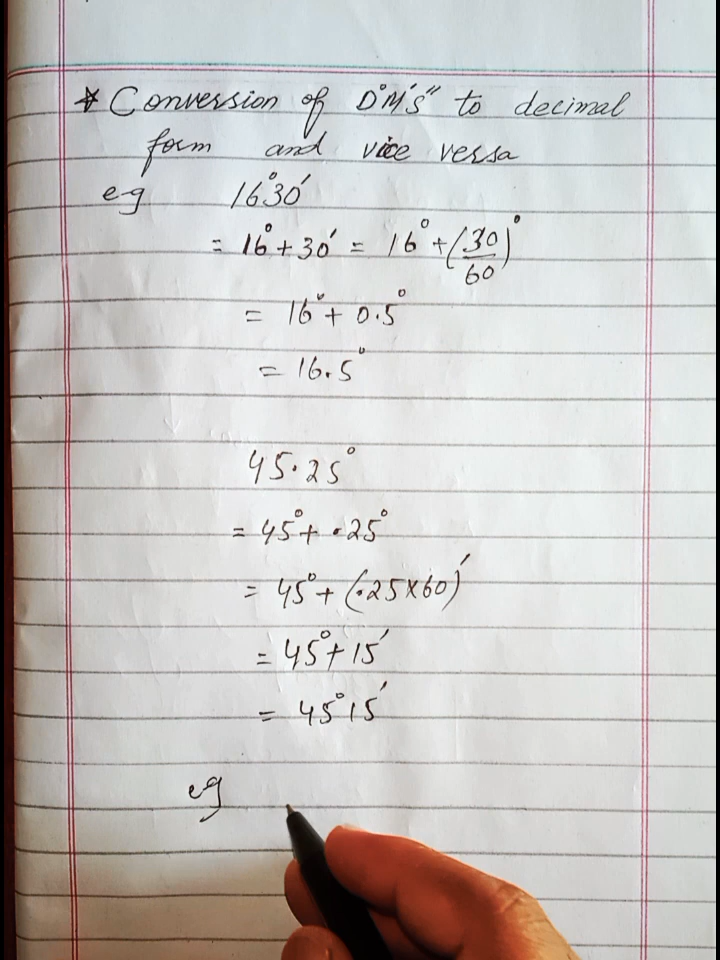 * Conversion of D°M'S" to decimal
form and vice versa
e-g 16°30'
= 16° + 30' = 16° + (30/60)°
= 16° + 0.5°
= 16.5°
45.25°
= 45° + .25°
= 45° + (.25×60)'
= 45° + 15'
= 45°15'
eg